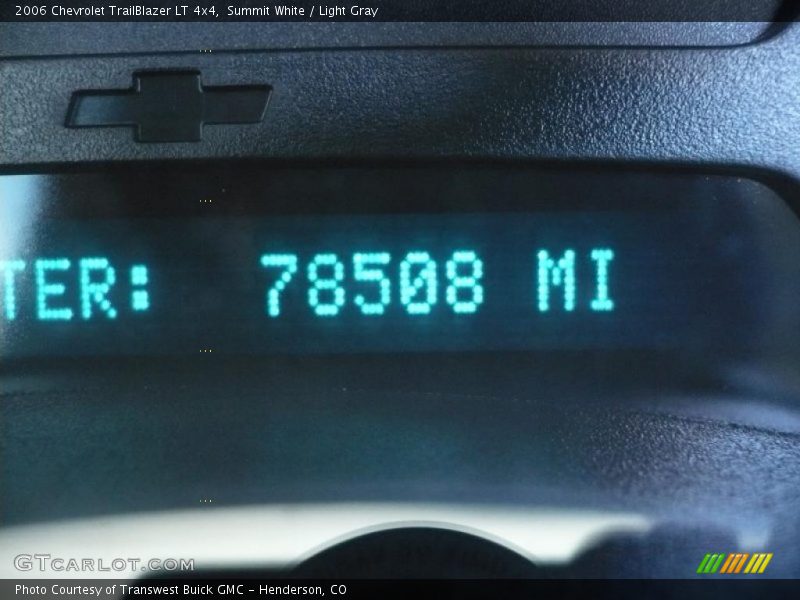 2006 Chevrolet TrailBlazer LT 4x4, Summit White / Light Gray
TER: 78508 MI
GTcarlot.com
Photo Courtesy of Transwest Buick GMC - Henderson, CO